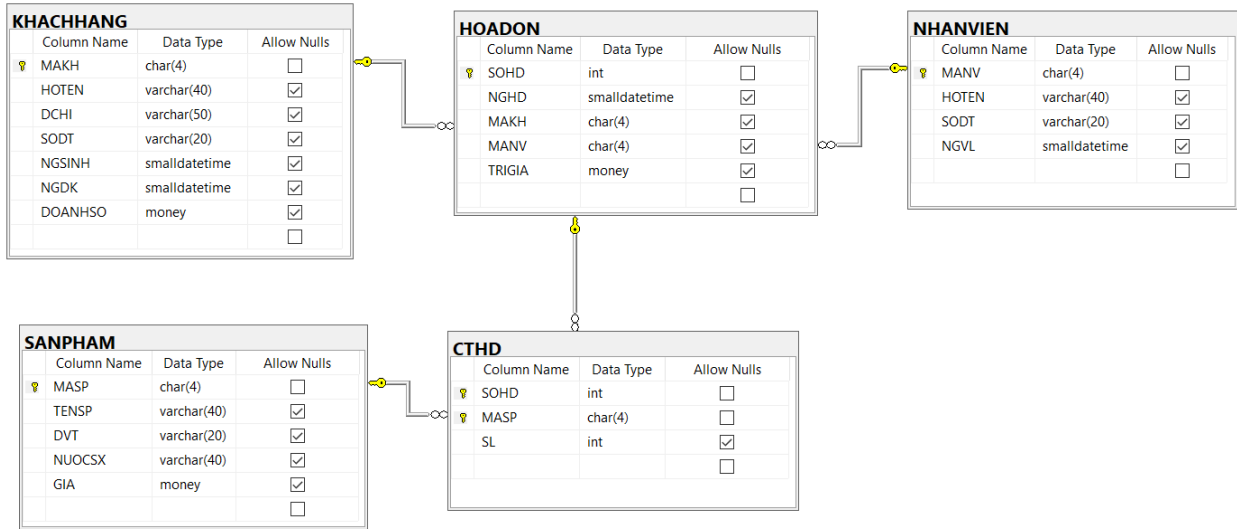 KHACHHANG
Column Name Data Type Allow Nulls
MAKH char(4)
HOTEN varchar(40)
DCHI varchar(50)
SODT varchar(20)
NGSINH smalldatetime
NGDK smalldatetime
DOANHSO money
HOADON
Column Name Data Type Allow Nulls
SOHD int
NGHD smalldatetime
MAKH char(4)
MANV char(4)
TRIGIA money
NHANVIEN
Column Name Data Type Allow Nulls
MANV char(4)
HOTEN varchar(40)
SODT varchar(20)
NGVL smalldatetime
SANPHAM
Column Name Data Type Allow Nulls
MASP char(4)
TENSP varchar(40)
DVT varchar(20)
NUOCSX varchar(40)
GIA money
CTHD
Column Name Data Type Allow Nulls
SOHD int
MASP char(4)
SL int